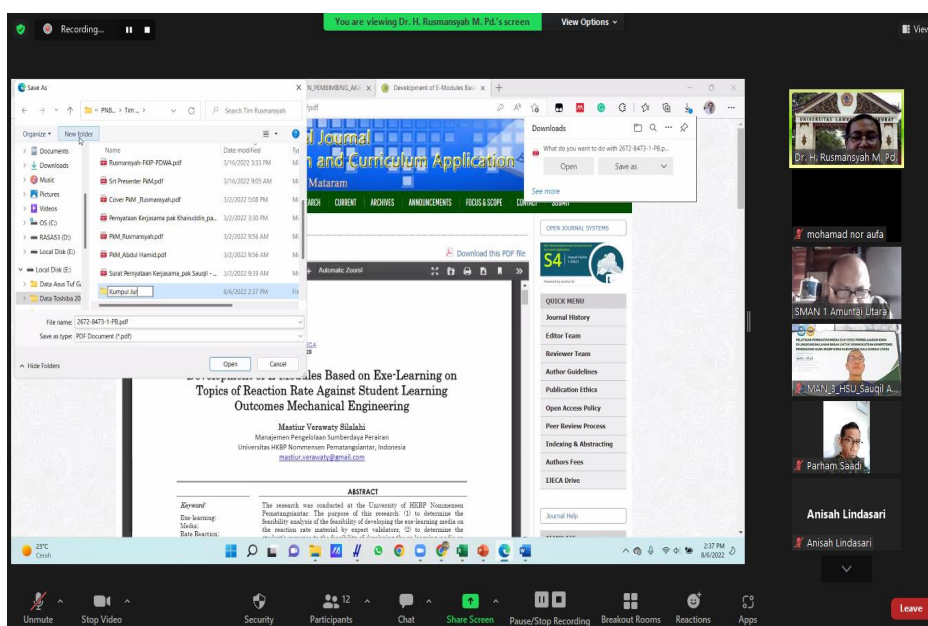 Recording...
You are viewing Dr. H. Rusmansyah M. Pd.'s screen
View Options
View
Save As
N_PEMBIMBING_AKA
Development of E-Modules Bas
PNB... > Tim ... >
Search Tim Rusmansyah
/pdf
Organize
New folder
Downloads
What do you want to do with 2672-8473-1-PB.p...
Open
Save as
See more
Name
Date modified
Documents
Downloads
Music
Pictures
Videos
OS (C:)
RASA53 (D:)
Local Disk (E:)
Local Disk (E:)
Data Asus Tuf G
Data Toshiba 20
Rusmansyah-FKIP-PDWA.pdf 3/16/2022 3:33 PM
Srt Presenter PkM.pdf 3/16/2022 9:05 AM
Cover PkM _Rusmansyah.pdf 3/2/2022 5:08 PM
Pernyataan Kerjasama pak Khairuddin_pa... 3/2/2022 3:30 PM
PkM_Rusmansyah.pdf 3/2/2022 9:56 AM
PkM_Abdul Hamid.pdf 3/2/2022 9:56 AM
Surat Pernyataan Kerjasama_pak Sauqi - ... 3/2/2022 9:39 AM
Kumpul Jur 8/6/2022 2:37 PM
File name: 2672-8473-1-PB.pdf
Save as type: PDF Document (*.pdf)
Hide Folders
Open
Cancel
Journal
and Curriculum Application
Mataram
CURRENT
ARCHIVES
ANNOUNCEMENTS
FOCUS & SCOPE
Download this PDF file
Automatic Zoom
Development of E-Modules Based on Exe-Learning on
Topics of Reaction Rate Against Student Learning
Outcomes Mechanical Engineering
Mastiur Verawaty Silalahi
Manajemen Pengelolaan Sumberdaya Perairan
Universitas HKBP Nommensen Pematangsiantar, Indonesia
mastiur.verawaty@gmail.com
ABSTRACT
Keyword:
Exe-learning;
Media;
Rate Reaction;
The research was conducted at the University of HKBP Nommensen
Pematangsiantar. The purpose of this research: (1) to determine the
feasibility analysis of the feasibility of developing the exe-learning media on
the reaction rate material by expert validators, (2) to determine the
OPEN JOURNAL SYSTEMS
S4
QUICK MENU
Journal History
Editor Team
Reviewer Team
Author Guidelines
Publication Ethics
Open Access Policy
Peer Review Process
Indexing & Abstracting
Authors Fees
IJECA Drive
Journal Help
25°C
Cerah
2:37 PM
8/6/2022
Dr. H. Rusmansyah M. Pd.
mohamad nor aufa
SMAN 1 Amuntai Utara
MAN_3_HSU_Sauqil A...
Parham Saadi
Anisah Lindasari
Anisah Lindasari
Unmute
Stop Video
Security
Participants
12
Chat
Share Screen
Pause/Stop Recording
Breakout Rooms
Reactions
Apps
Leave